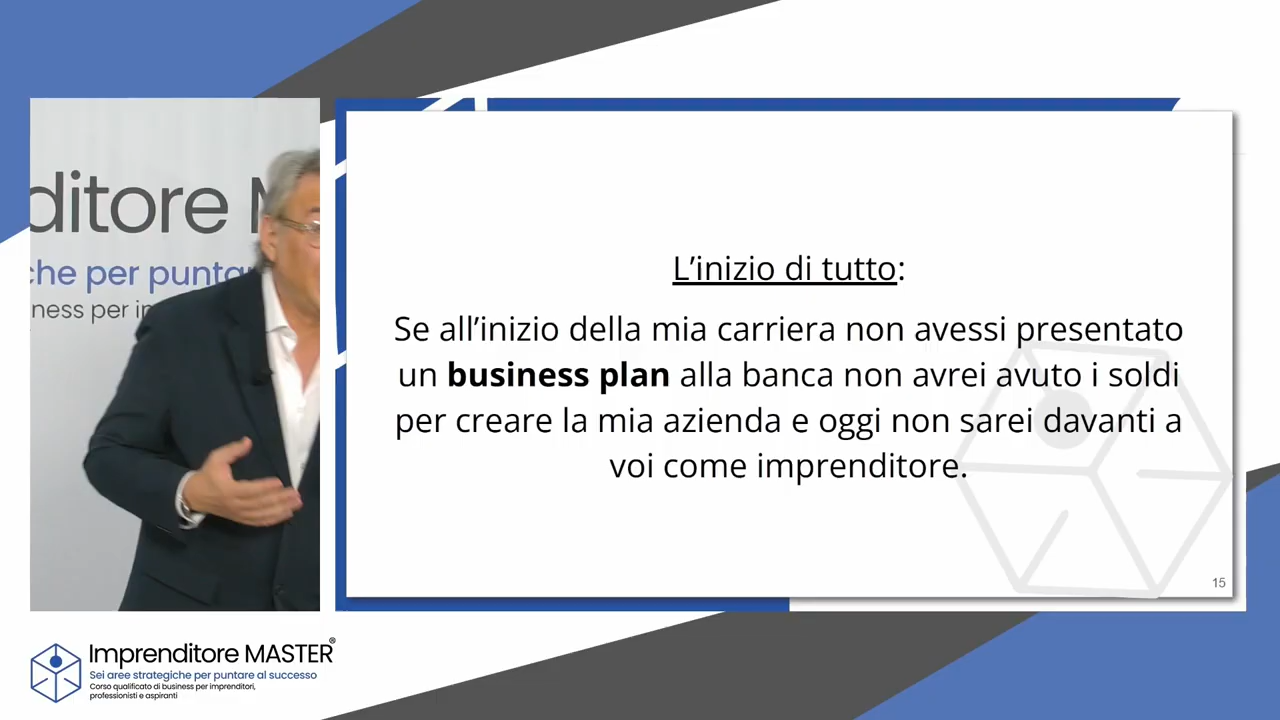 ditore M
che per punta
ness per im
L'inizio di tutto:
Se all'inizio della mia carriera non avessi presentato
un business plan alla banca non avrei avuto i soldi
per creare la mia azienda e oggi non sarei davanti a
voi come imprenditore.
15
Imprenditore MASTER®
Sei aree strategiche per puntare al successo
Corso qualificato di business per imprenditori,
professionisti e aspiranti